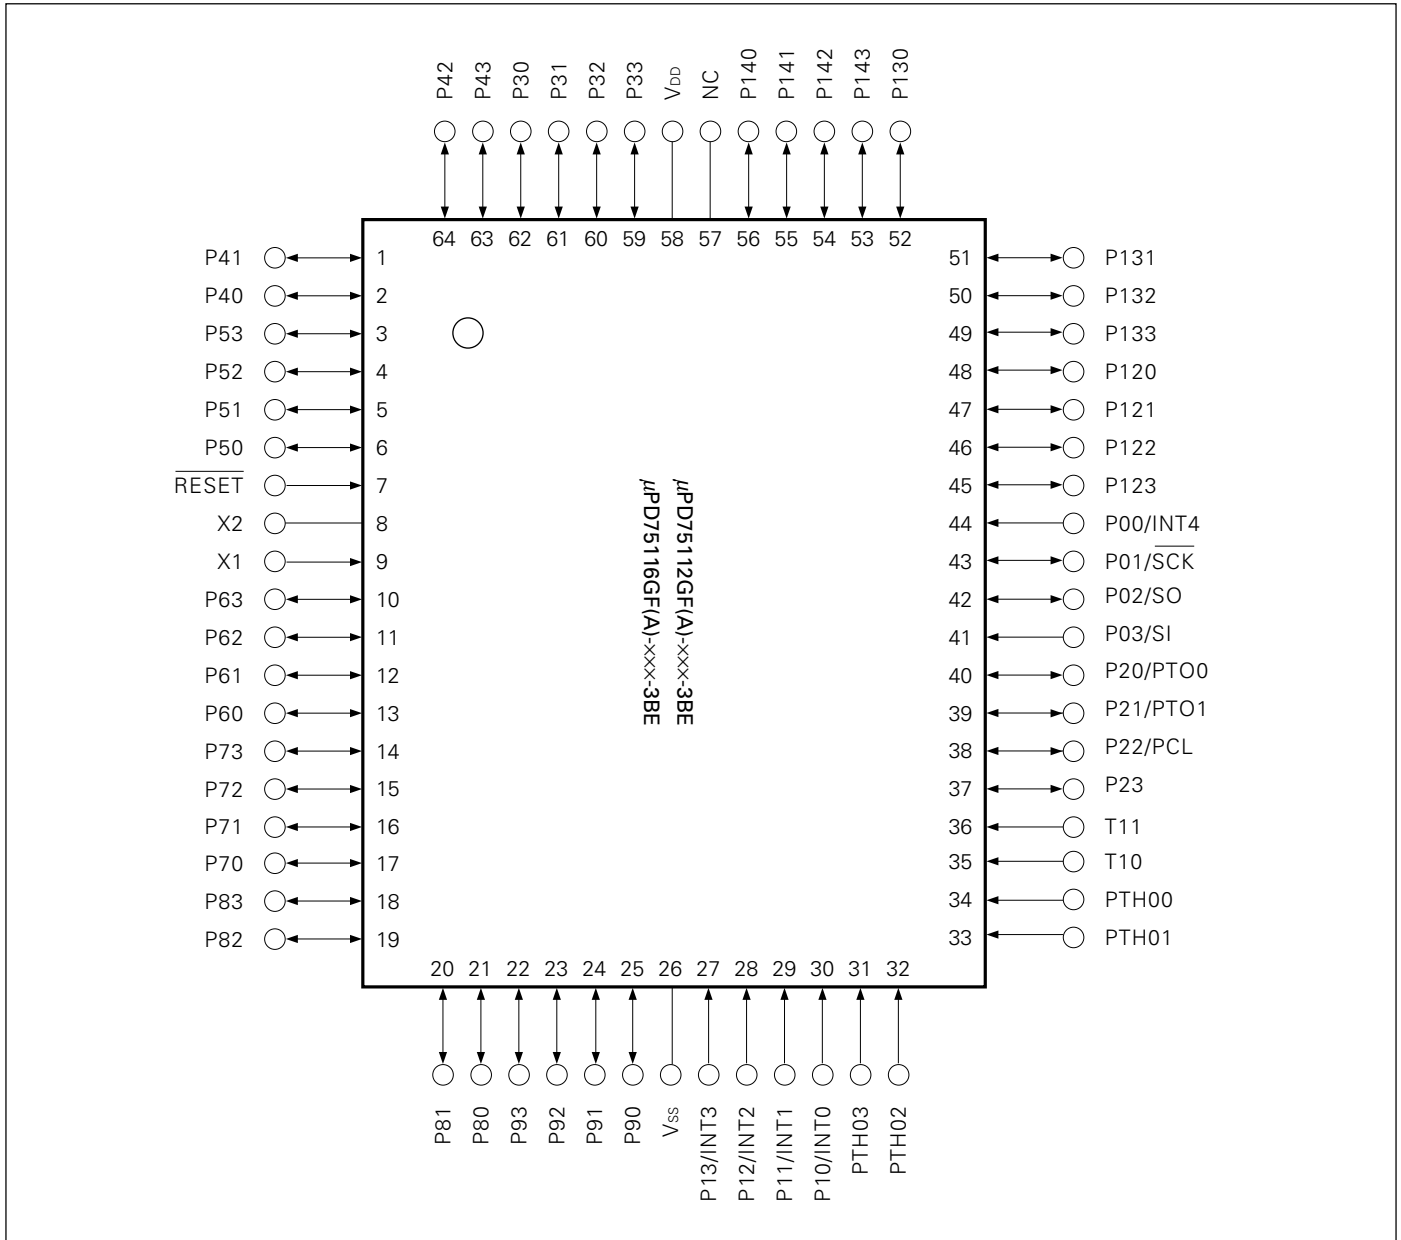 P42 P43 P30 P31 P32 P33 VDD NC P140 P141 P142 P143 P130
64 63 62 61 60 59 58 57 56 55 54 53 52
P41 1 51 P131
P40 2 50 P132
P53 3 49 P133
P52 4 48 P120
P51 5 47 P121
P50 6 46 P122
RESET 7 45 P123
X2 8 44 P00/INT4
X1 9 43 P01/SCK
P63 10 42 P02/SO
P62 11 41 P03/SI
P61 12 40 P20/PTO0
P60 13 39 P21/PTO1
P73 14 38 P22/PCL
P72 15 37 P23
P71 16 36 T11
P70 17 35 T10
P83 18 34 PTH00
P82 19 33 PTH01
μPD75112GF(A)-×××-3BE
μPD75116GF(A)-×××-3BE
20 21 22 23 24 25 26 27 28 29 30 31 32
P81 P80 P93 P92 P91 P90 VSS P13/INT3 P12/INT2 P11/INT1 P10/INT0 PTH03 PTH02